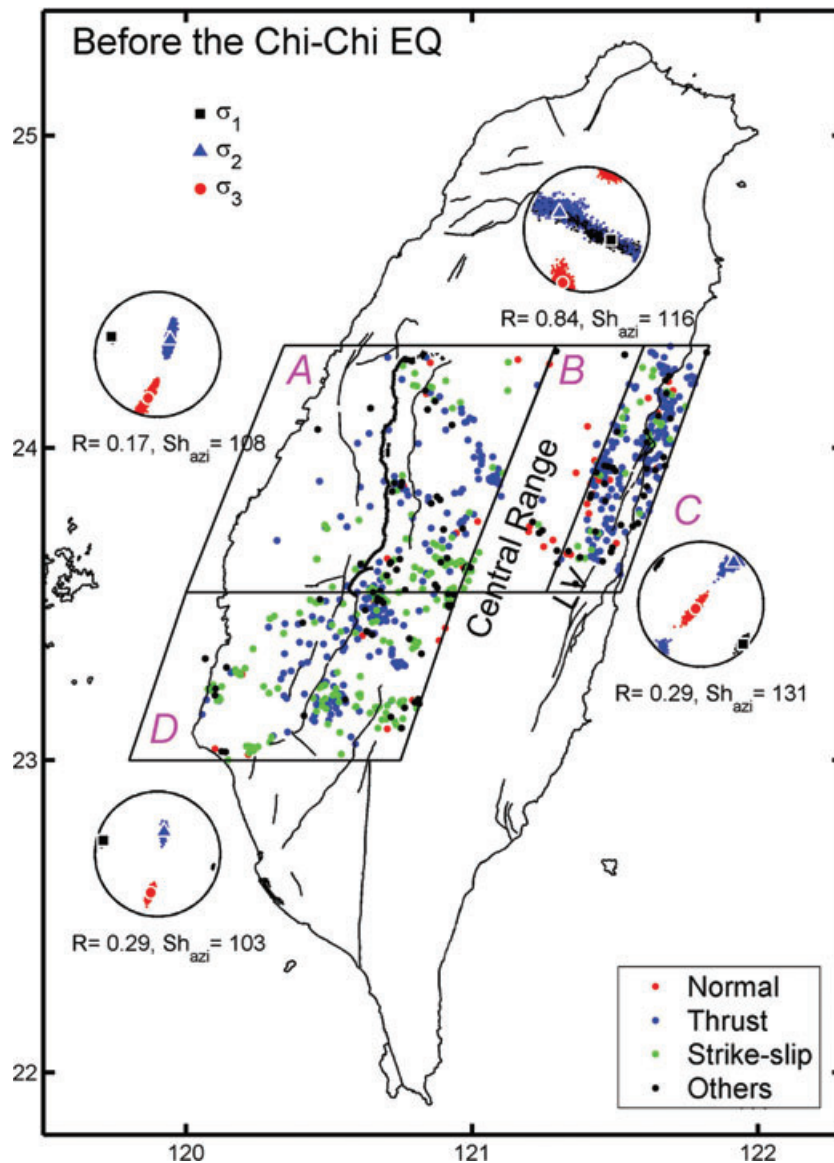 Before the Chi-Chi EQ
σ1
σ2
σ3
25
24
23
22
120
121
122
R= 0.84, Shazi= 116
R= 0.17, Shazi= 108
A
B
C
D
Central Range
LV
R= 0.29, Shazi= 131
R= 0.29, Shazi= 103
Normal
Thrust
Strike-slip
Others